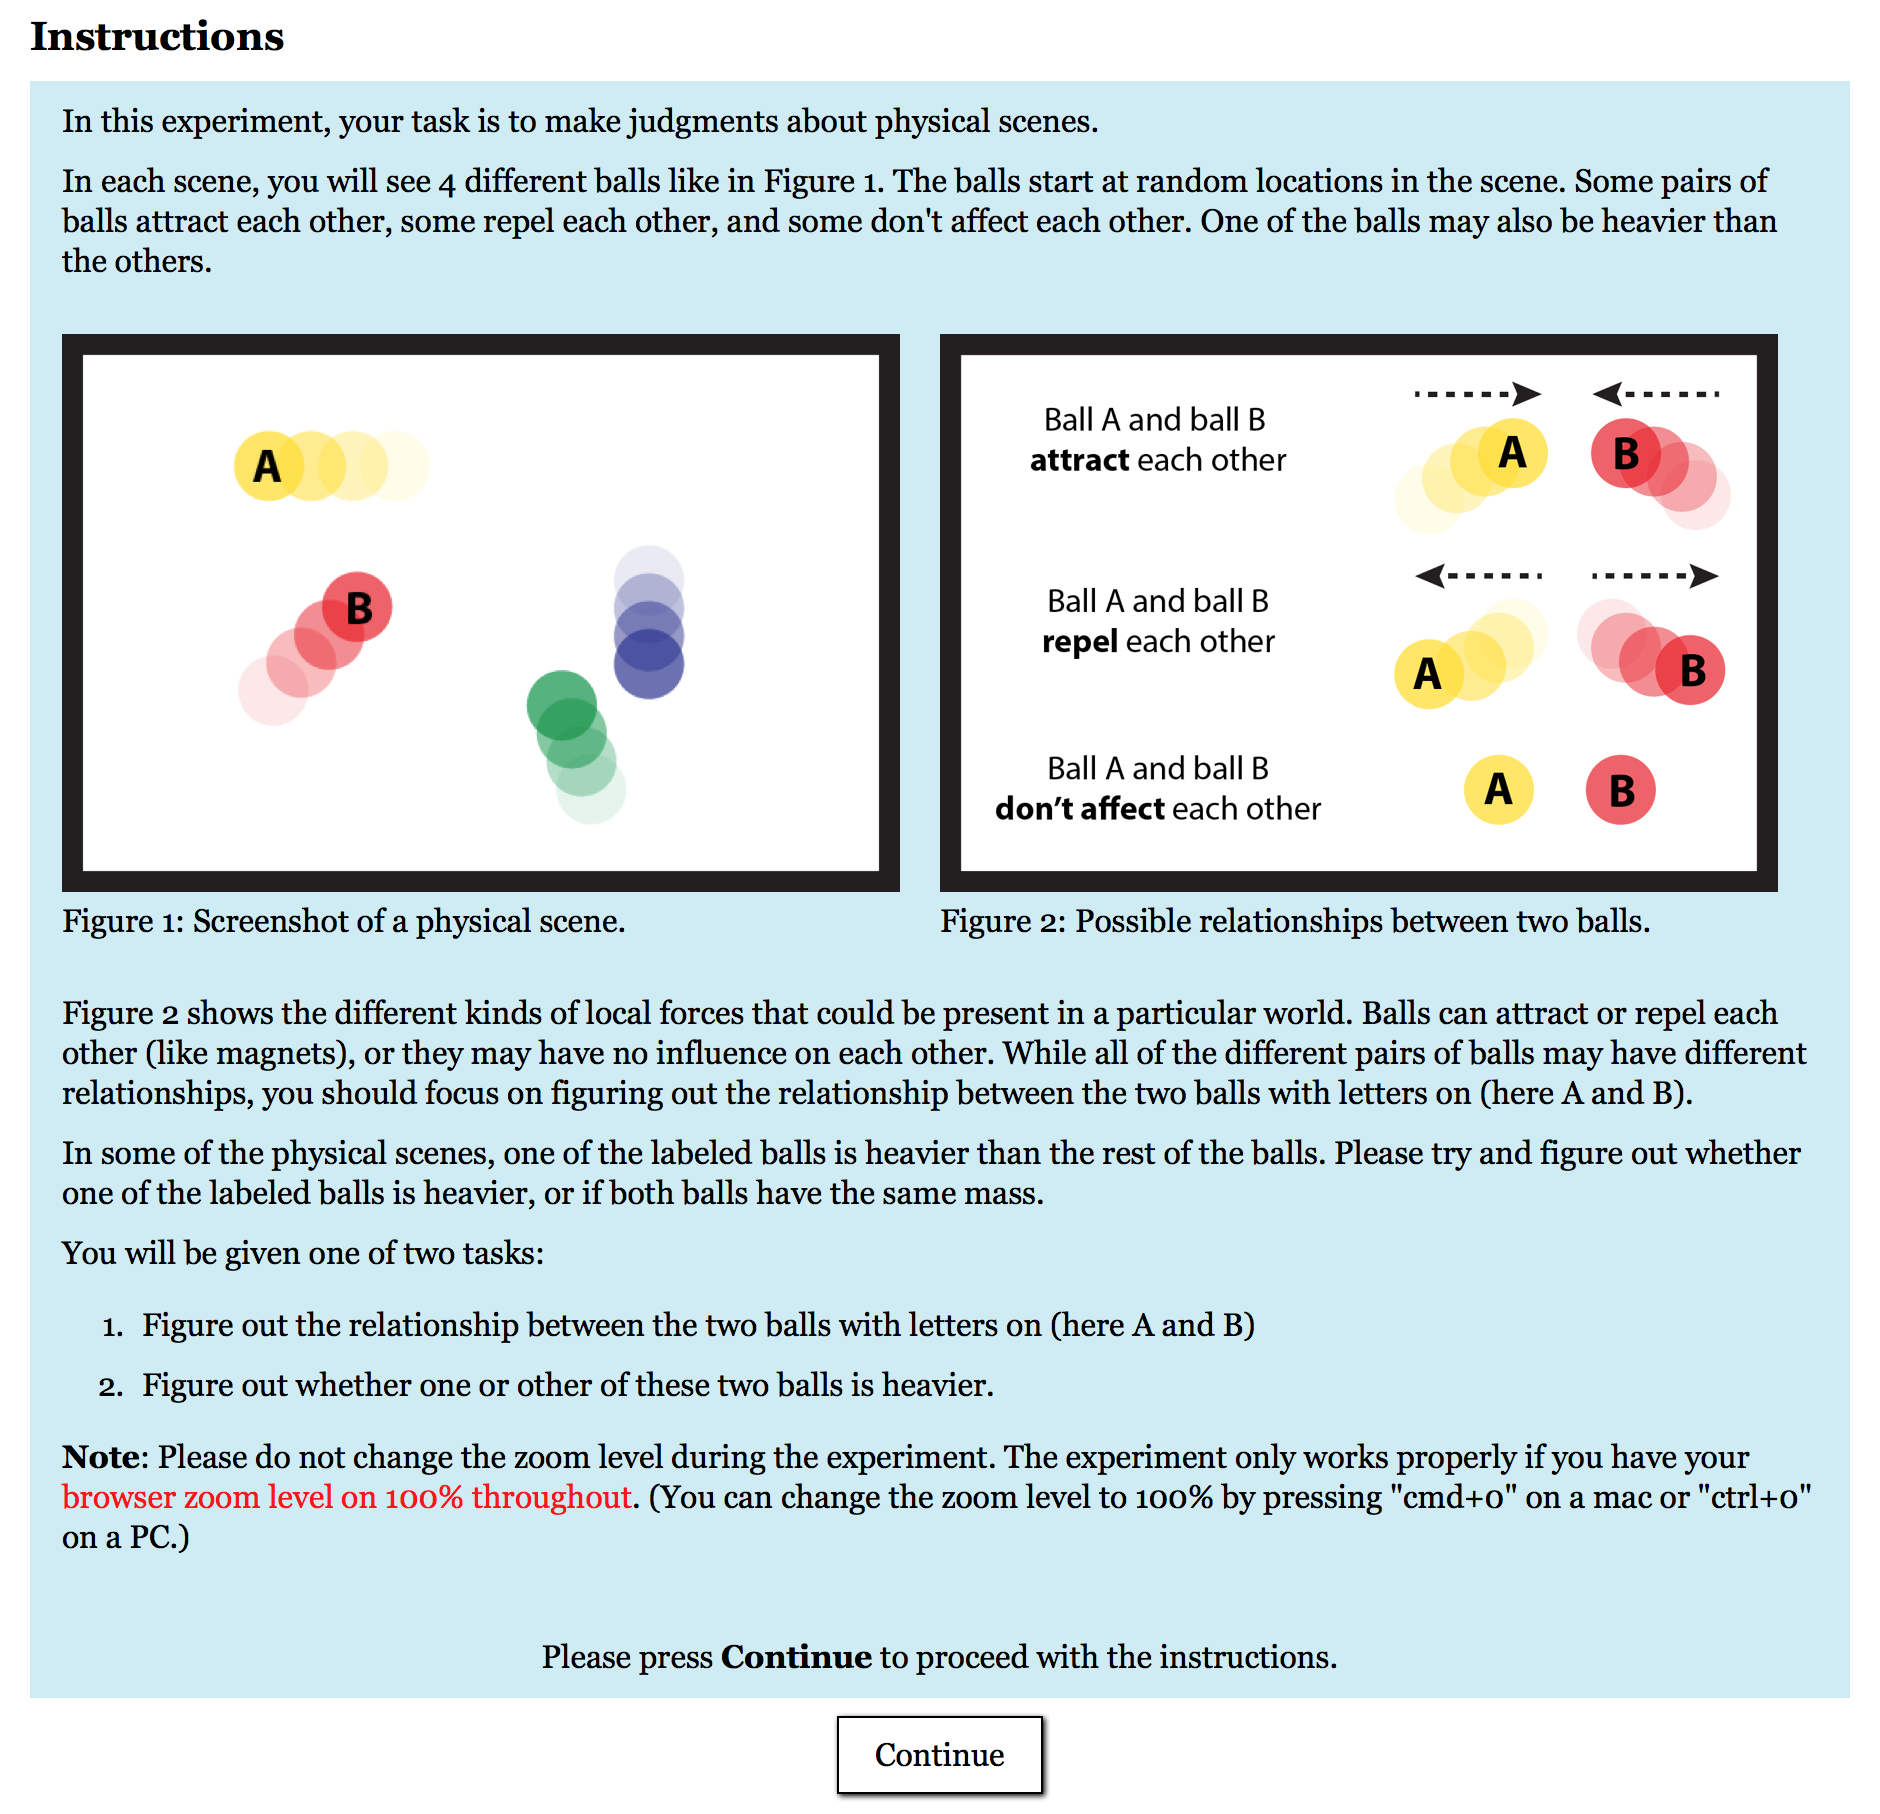 Instructions
In this experiment, your task is to make judgments about physical scenes.
In each scene, you will see 4 different balls like in Figure 1. The balls start at random locations in the scene. Some pairs of
balls attract each other, some repel each other, and some don't affect each other. One of the balls may also be heavier than
the others.
A
B
Ball A and ball B
attract each other
A B
Ball A and ball B
repel each other
A B
Ball A and ball B
don’t affect each other
A B
Figure 1: Screenshot of a physical scene.
Figure 2: Possible relationships between two balls.
Figure 2 shows the different kinds of local forces that could be present in a particular world. Balls can attract or repel each
other (like magnets), or they may have no influence on each other. While all of the different pairs of balls may have different
relationships, you should focus on figuring out the relationship between the two balls with letters on (here A and B).
In some of the physical scenes, one of the labeled balls is heavier than the rest of the balls. Please try and figure out whether
one of the labeled balls is heavier, or if both balls have the same mass.
You will be given one of two tasks:
1. Figure out the relationship between the two balls with letters on (here A and B)
2. Figure out whether one or other of these two balls is heavier.
Note: Please do not change the zoom level during the experiment. The experiment only works properly if you have your
browser zoom level on 100% throughout. (You can change the zoom level to 100% by pressing "cmd+0" on a mac or "ctrl+0"
on a PC.)
Please press Continue to proceed with the instructions.
Continue